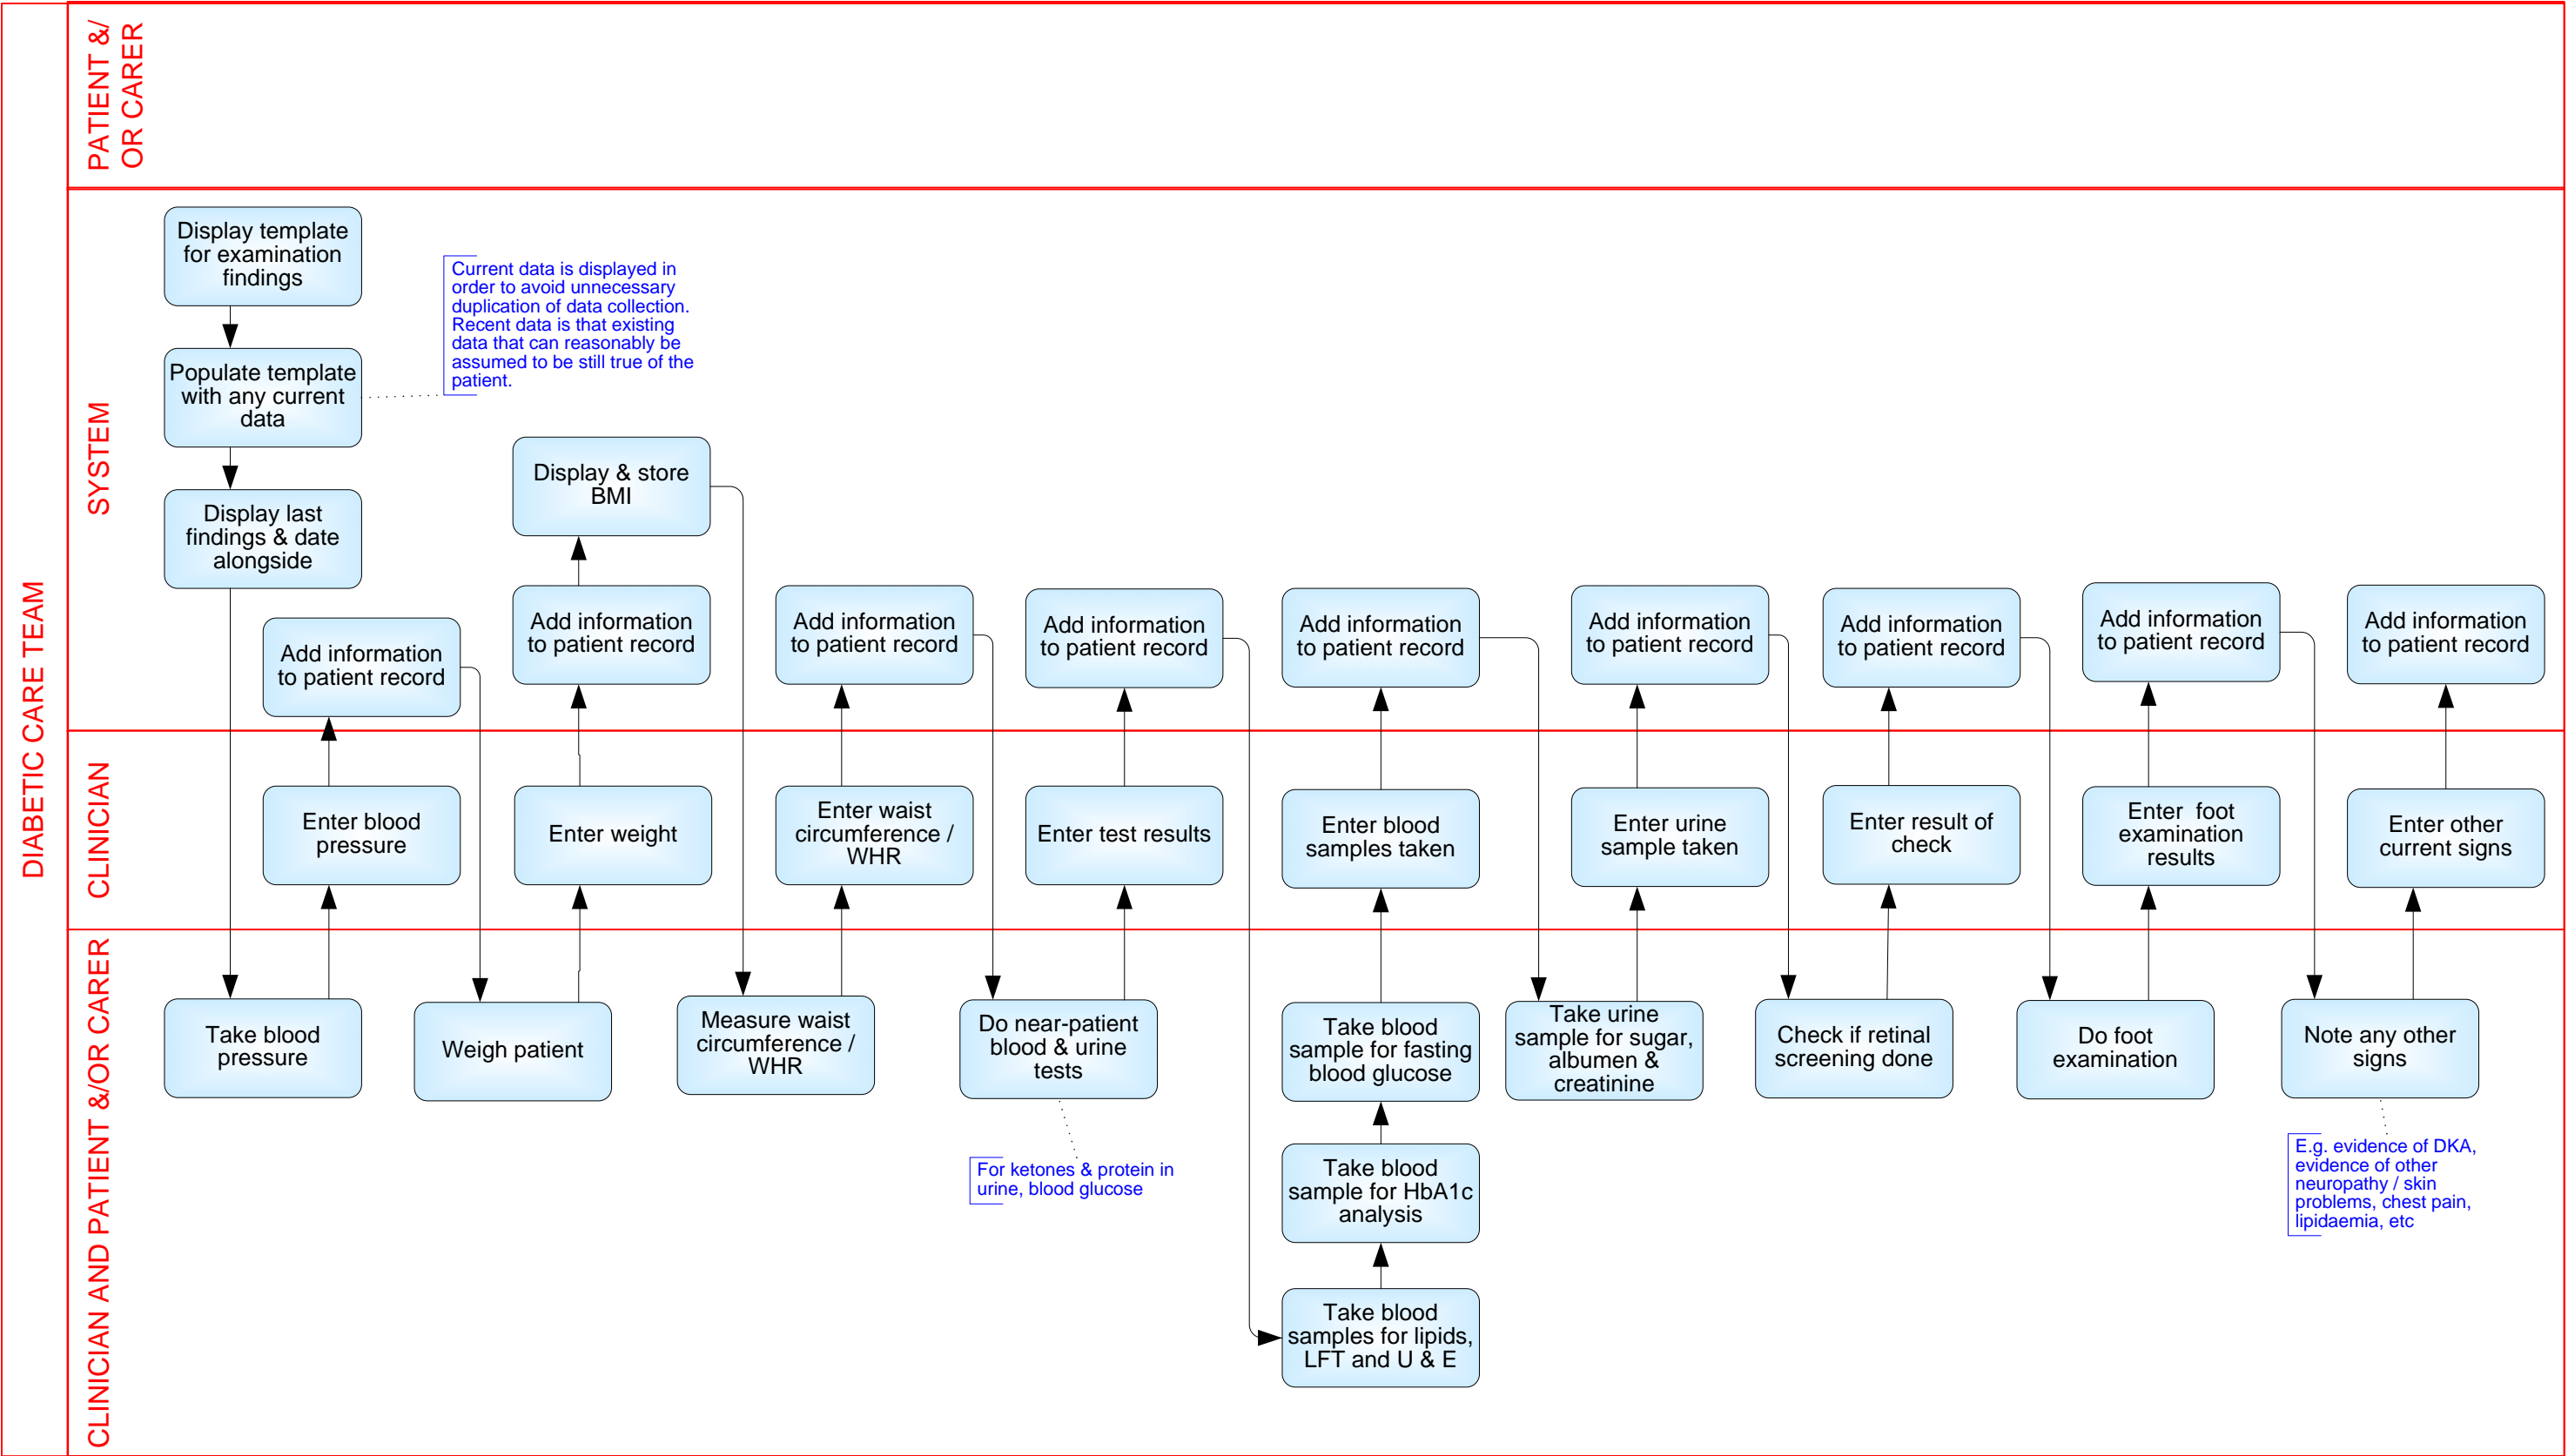 DIABETIC CARE TEAM
PATIENT &/
OR CARER
SYSTEM
Display template
for examination
findings
Populate template
with any current
data
Current data is displayed in
order to avoid unnecessary
duplication of data collection.
Recent data is that existing
data that can reasonably be
assumed to be still true of the
patient.
Display last
findings & date
alongside
Add information
to patient record
Display & store
BMI
Add information
to patient record
Add information
to patient record
Add information
to patient record
Add information
to patient record
Add information
to patient record
Add information
to patient record
Add information
to patient record
Add information
to patient record
CLINICIAN
Enter blood
pressure
Enter weight
Enter waist
circumference /
WHR
Enter test results
Enter blood
samples taken
Enter urine
sample taken
Enter result of
check
Enter  foot
examination
results
Enter other
current signs
CLINICIAN AND PATIENT &/OR CARER
Take blood
pressure
Weigh patient
Measure waist
circumference /
WHR
Do near-patient
blood & urine
tests
For ketones & protein in
urine, blood glucose
Take blood
sample for fasting
blood glucose
Take blood
sample for HbA1c
analysis
Take blood
samples for lipids,
LFT and U & E
Take urine
sample for sugar,
albumen &
creatinine
Check if retinal
screening done
Do foot
examination
Note any other
signs
E.g. evidence of DKA,
evidence of other
neuropathy / skin
problems, chest pain,
lipidaemia, etc